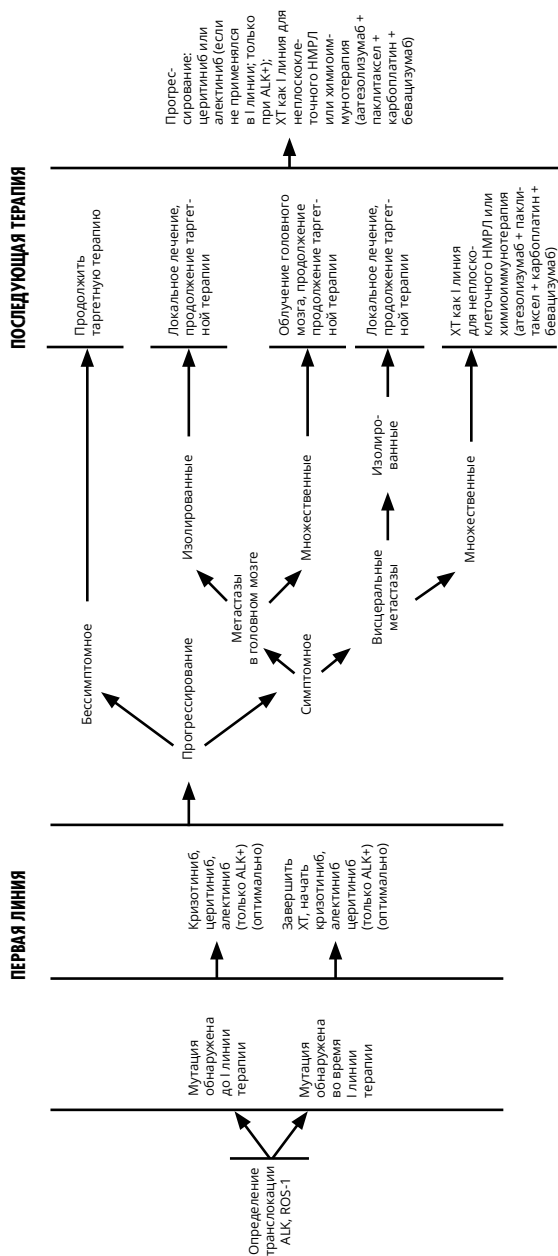 ПЕРВАЯ ЛИНИЯ
ПОСЛЕДУЮЩАЯ ТЕРАПИЯ
Определение
транслокации
ALK, ROS-1
Мутация
обнаружена
до I линии
терапии
Мутация
обнаружена
во время
I линии
терапии
Кризотиниб,
церитиниб,
алектиниб
(только ALK+)
(оптимально)
Завершить
ХТ, начать
кризотиниб,
алектиниб
церитиниб
(только ALK+)
(оптимально)
Прогрессирование
Бессимптомное
Симптомное
Метастазы
в головном мозге
Висцеральные
метастазы
Изолированные
Множественные
Изолиро-
ванные
Множественные
Продолжить
таргетную терапию
Локальное лечение,
продолжение таргет-
ной терапии
Облучение головного
мозга, продолжение
продолжение таргет-
ной терапии
Локальное лечение,
продолжение таргет-
ной терапии
ХТ как I линия
для неплоско-
клеточного НМРЛ или
химиоиммунотерапия
(атезолизумаб + пакли-
таксел + карбоплатин +
бевацизумаб)
Прогрес-
сирование:
церитиниб или
алектиниб (если
не применялся
в I линии; только
при ALK+);
ХТ как I линия для
неплоскокле-
точного НМРЛ
или химиоим-
мунотерапия
(аатезолизумаб +
паклитаксел +
карбоплатин +
бевацизумаб)